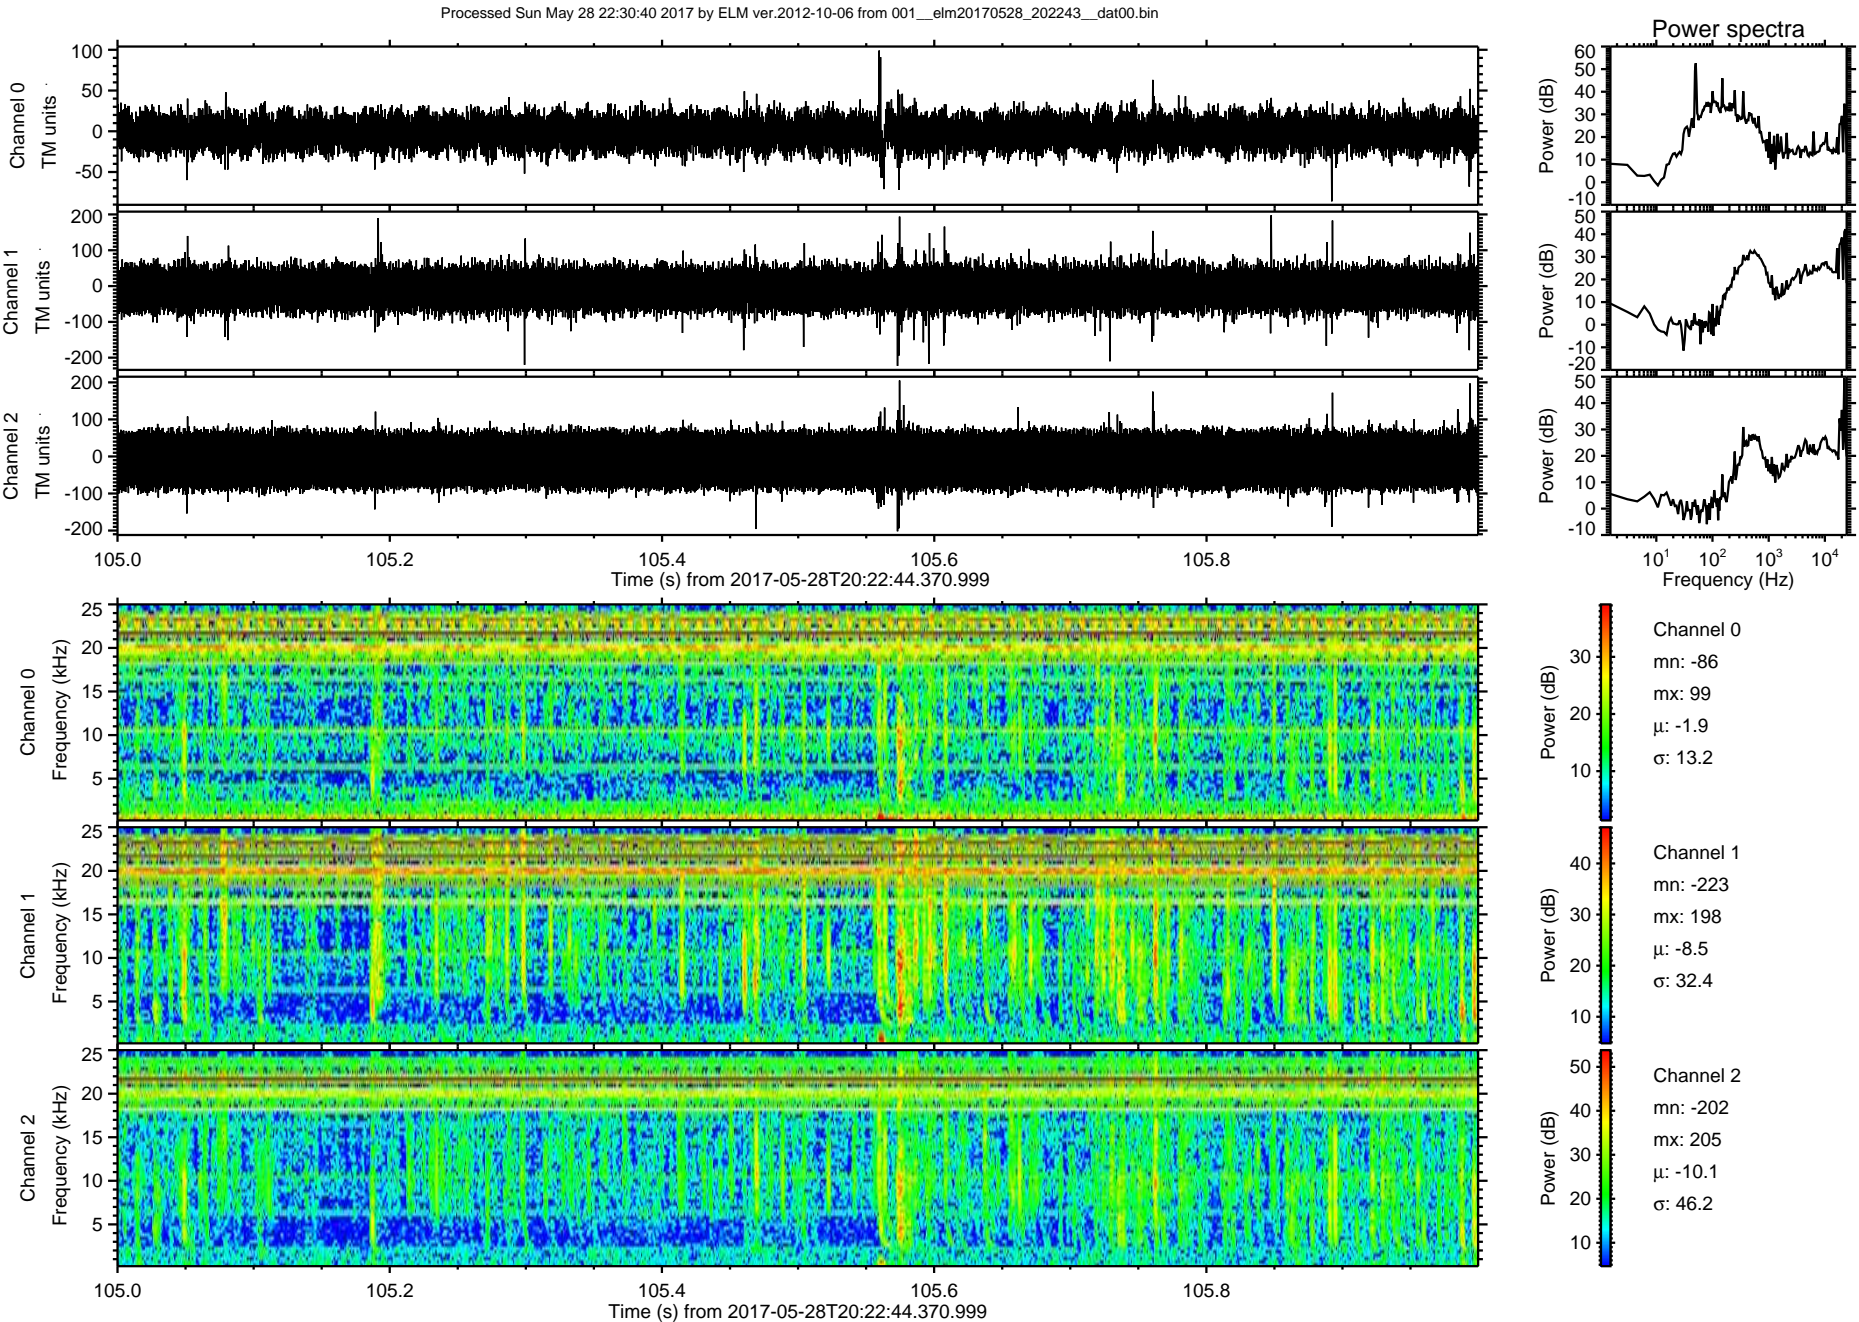 Processed Sun May 28 22:30:40 2017 by ELM ver.2012-10-06 from 001__elm20170528_202243__dat00.bin
Power spectra
Channel 0
TM units
100
50
0
-50
Power (dB)
60
50
40
30
20
10
0
-10
Channel 1
TM units
200
100
0
-100
-200
Power (dB)
50
40
30
20
10
0
-10
-20
Channel 2
TM units
200
100
0
-100
-200
Power (dB)
50
40
30
20
10
0
-10
105.0 105.2 105.4 105.6 105.8
Time (s) from 2017-05-28T20:22:44.370.999
10^1 10^2 10^3 10^4
Frequency (Hz)
Channel 0
Frequency (kHz)
25
20
15
10
5
Power (dB)
30
20
10
Channel 0
mn: -86
mx: 99
μ: -1.9
σ: 13.2
Channel 1
Frequency (kHz)
25
20
15
10
5
Power (dB)
40
30
20
10
Channel 1
mn: -223
mx: 198
μ: -8.5
σ: 32.4
Channel 2
Frequency (kHz)
25
20
15
10
5
Power (dB)
50
40
30
20
10
Channel 2
mn: -202
mx: 205
μ: -10.1
σ: 46.2
105.0 105.2 105.4 105.6 105.8
Time (s) from 2017-05-28T20:22:44.370.999